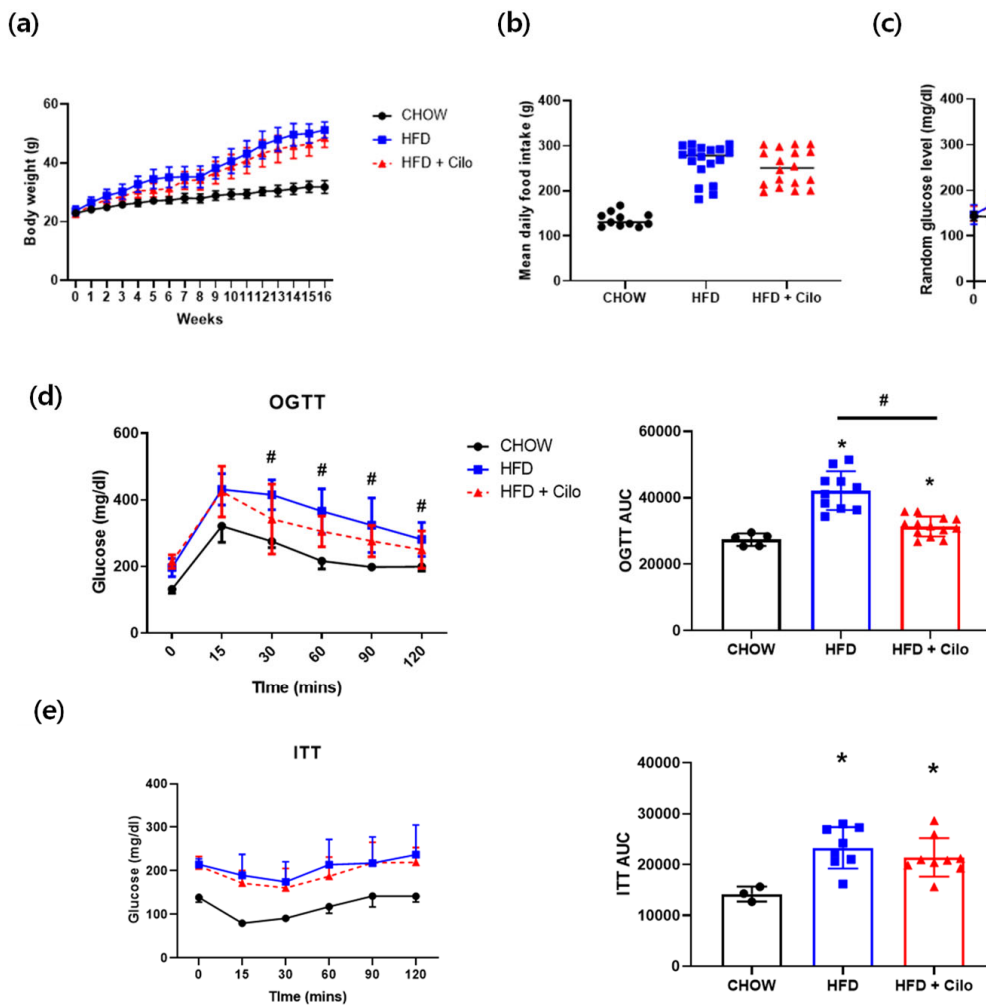 (a)
(b)
(c)
Body weight (g)
60
40
20
0
0 1 2 3 4 5 6 7 8 9 10 11 12 13 14 15 16
Weeks
CHOW
HFD
HFD + Cilo
Mean daily food intake (g)
400
300
200
100
0
CHOW HFD HFD + Cilo
Random glucose level (mg/dl)
400
300
200
100
0
0
(d)
OGTT
Glucose (mg/dl)
600
400
200
0
# # # #
0 15 30 60 90 120
TIme (mins)
CHOW
HFD
HFD + Cilo
#
* *
OGTT AUC
60000
40000
20000
0
CHOW HFD HFD + Cilo
(e)
ITT
Glucose (mg/dl)
400
300
200
100
0
0 15 30 60 90 120
TIme (mins)
* *
ITT AUC
40000
30000
20000
10000
0
CHOW HFD HFD + Cilo